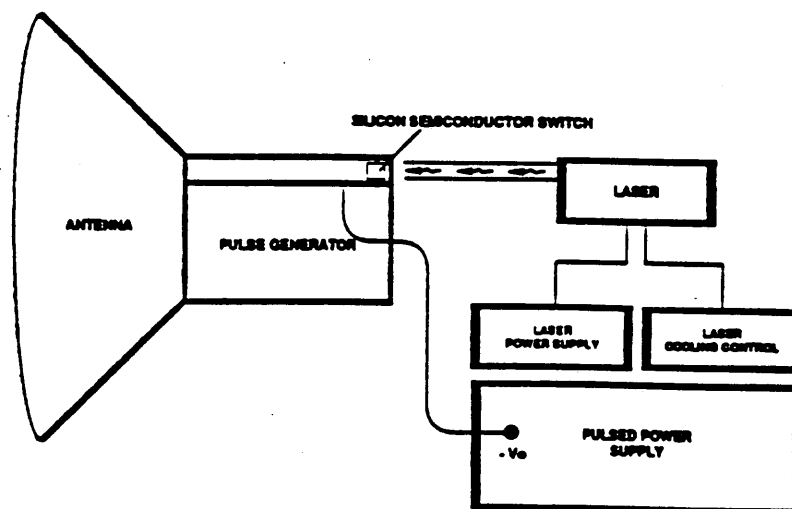 SILICON SEMICONDUCTOR SWITCH
LASER
ANTENNA
PULSE GENERATOR
LASER
POWER SUPPLY
LASER
COOLING CONTROL
PULSED POWER
SUPPLY
- Vo